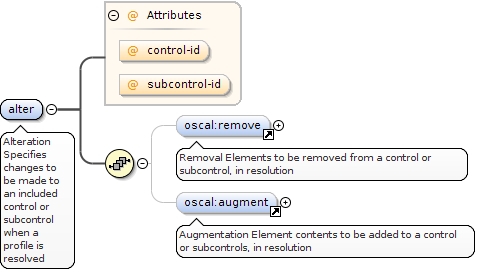 @ Attributes
@ control-id
@ subcontrol-id
alter
Alteration
Specifies
changes to
be made to
an included
control or
subcontrol
when a
profile is
resolved
oscal:remove
Removal Elements to be removed from a control or
subcontrol, in resolution
oscal:augment
Augmentation Element contents to be added to a control
or subcontrols, in resolution